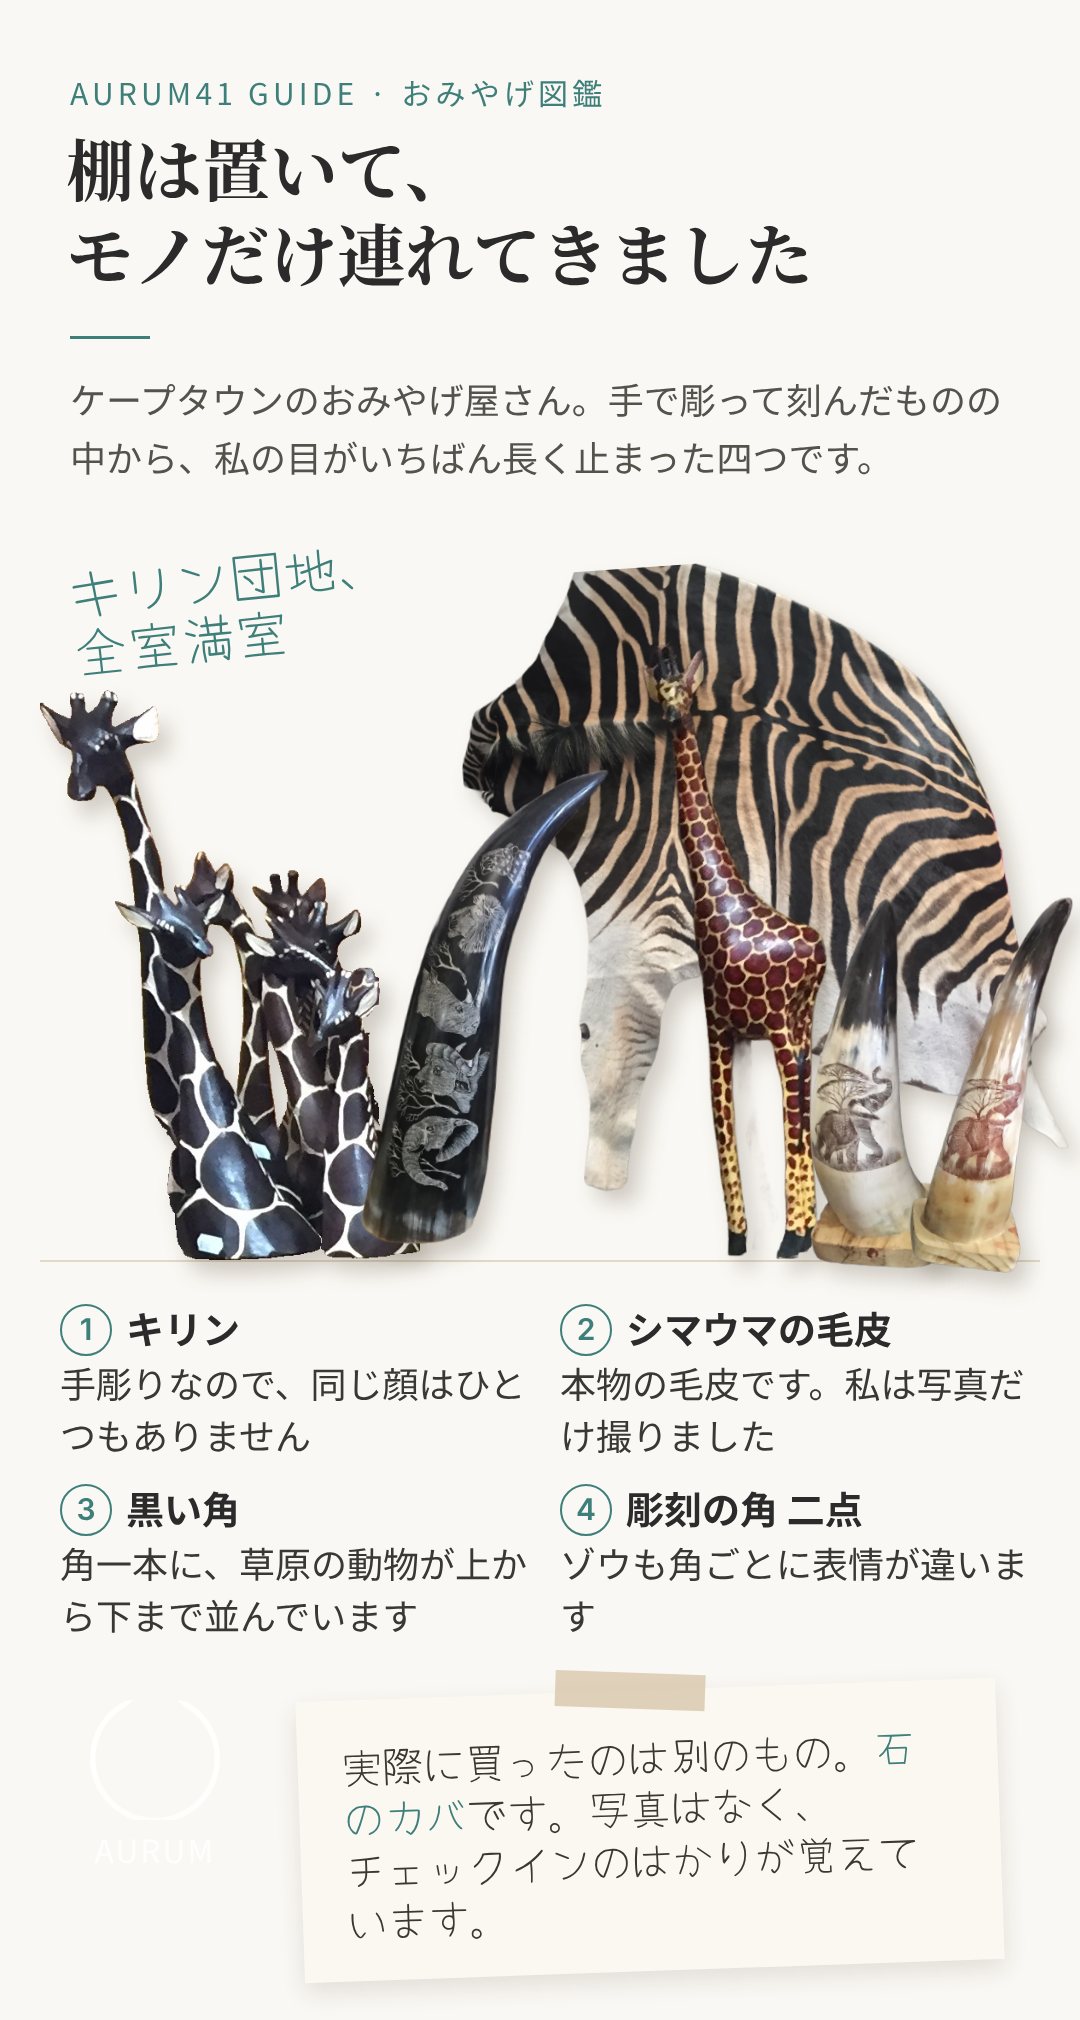 AURUM41 GUIDE · おみやげ図鑑
棚は置いて、
モノだけ連れてきました
ケープタウンのおみやげ屋さん。手で彫って刻んだものの
中から、私の目がいちばん長く止まった四つです。
キリン団地、
全室満室
1 キリン
手彫りなので、同じ顔はひと
つもありません
2 シマウマの毛皮
本物の毛皮です。私は写真だ
け撮りました
3 黒い角
角一本に、草原の動物が上か
ら下まで並んでいます
4 彫刻の角 二点
ゾウも角ごとに表情が違いま
す
AURUM
実際に買ったのは別のもの。石
のカバです。写真はなく、
チェックインのはかりが覚えて
います。